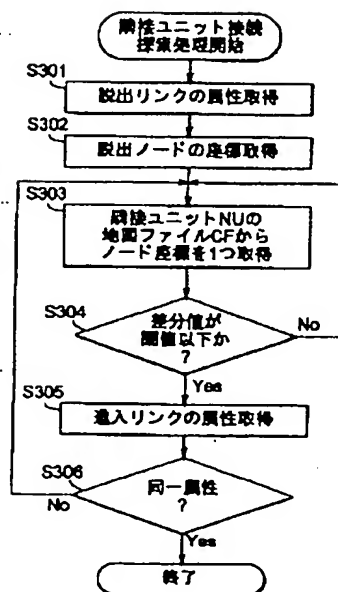 隣接ユニット接続
探索処理開始
S301
脱出リンクの属性取得
S302
脱出ノードの座標取得
S303
隣接ユニットNUの
地図ファイルCFから
ノード座標を1つ取得
S304
差分値が
閾値以下か
?
No
Yes
S305
進入リンクの属性取得
S306
同一属性
?
No
Yes
終了